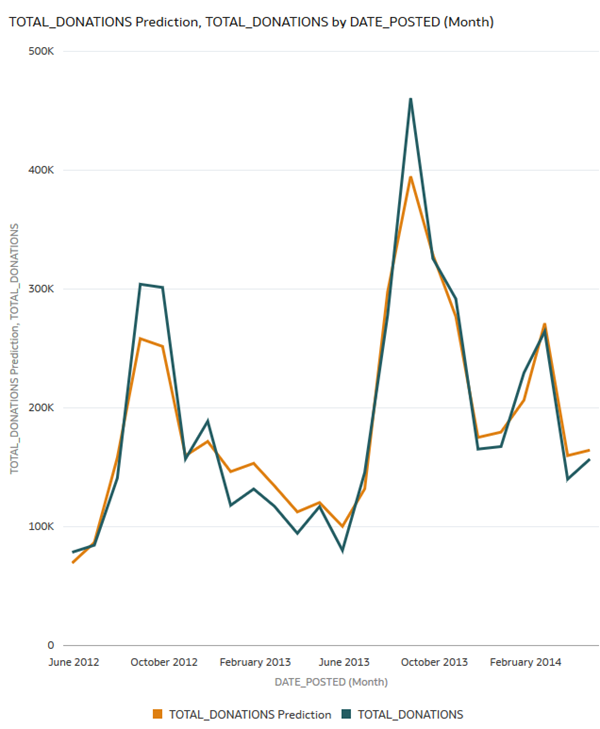 TOTAL_DONATIONS Prediction, TOTAL_DONATIONS by DATE_POSTED (Month)
500K
400K
300K
200K
100K
0
TOTAL_DONATIONS Prediction, TOTAL_DONATIONS
June 2012 October 2012 February 2013 June 2013 October 2013 February 2014
DATE_POSTED (Month)
TOTAL_DONATIONS Prediction TOTAL_DONATIONS